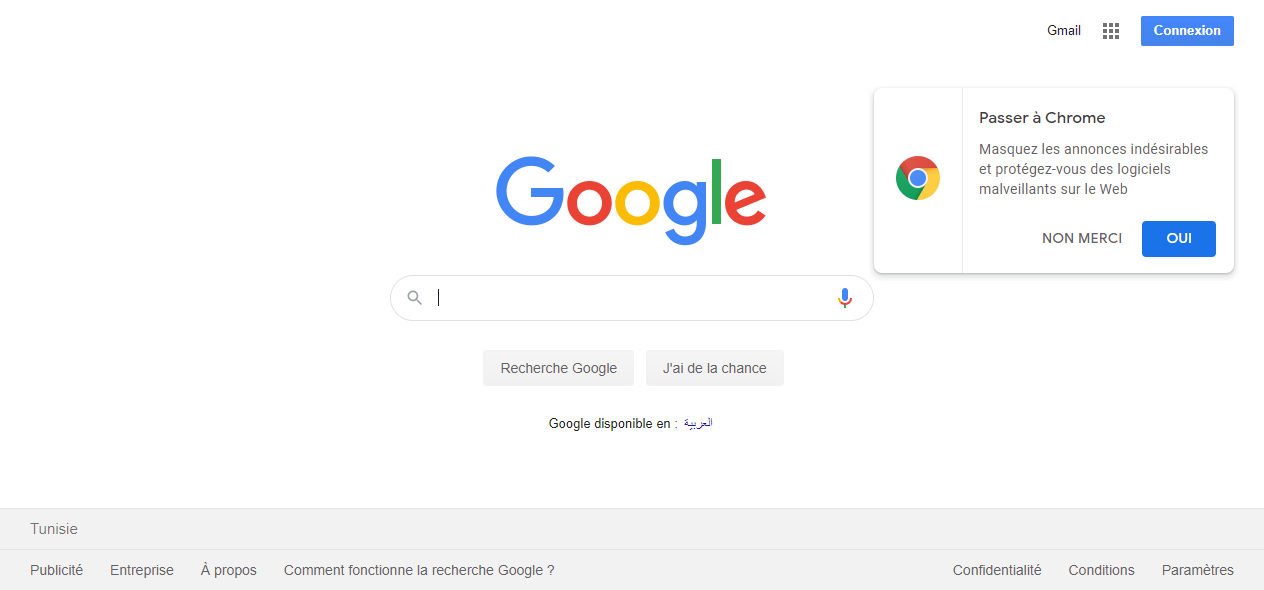 Gmail
Connexion
Passer à Chrome
Masquez les annonces indésirables
et protégez-vous des logiciels
malveillants sur le Web
NON MERCI
OUI
Google
Recherche Google
J'ai de la chance
Google disponible en : العربية
Tunisie
Publicité
Entreprise
À propos
Comment fonctionne la recherche Google ?
Confidentialité
Conditions
Paramètres